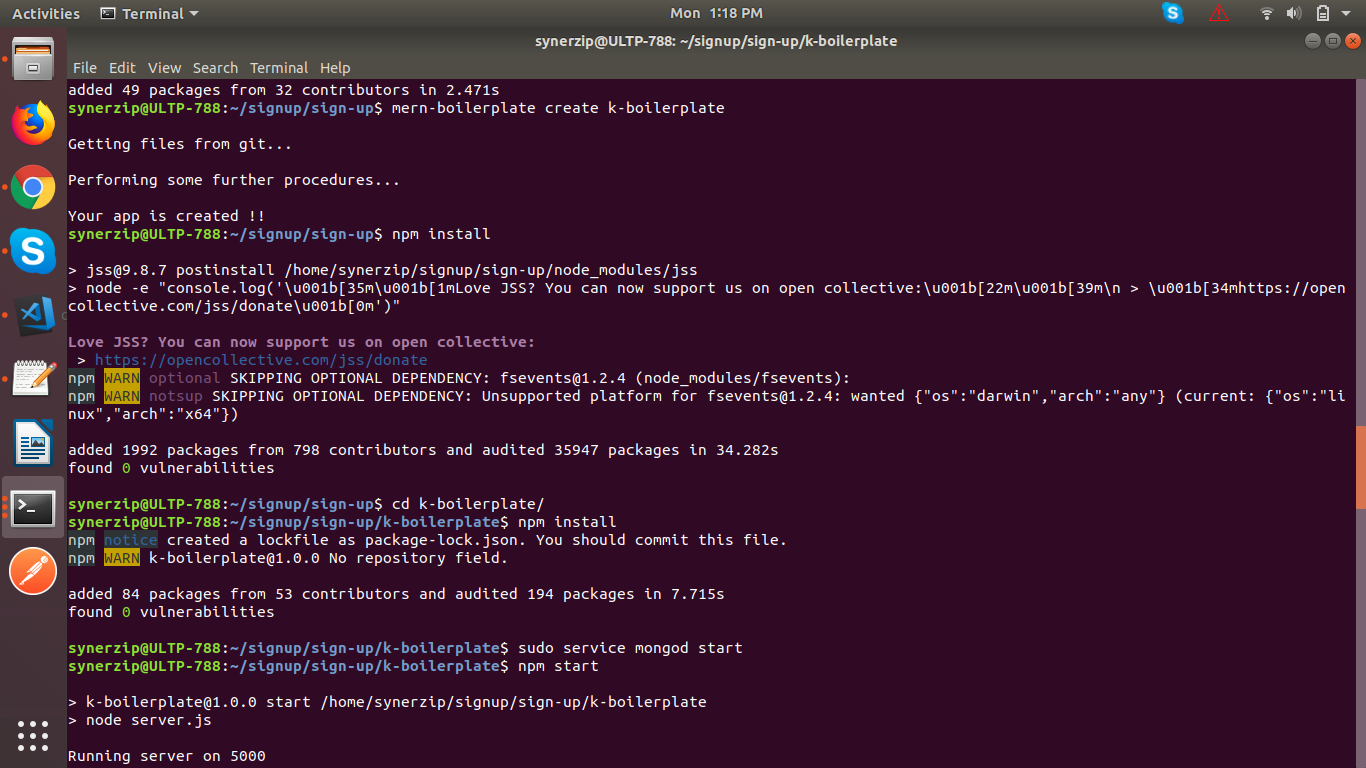 Activities Terminal Mon 1:18 PM
synerzip@ULTP-788: ~/signup/sign-up/k-boilerplate
File Edit View Search Terminal Help
added 49 packages from 32 contributors in 2.471s
synerzip@ULTP-788:~/signup/sign-up$ mern-boilerplate create k-boilerplate
Getting files from git...
Performing some further procedures...
Your app is created !!
synerzip@ULTP-788:~/signup/sign-up$ npm install
> jss@9.8.7 postinstall /home/synerzip/signup/sign-up/node_modules/jss
> node -e "console.log('\u001b[35m\u001b[1mLove JSS? You can now support us on open collective:\u001b[22m\u001b[39m\n > \u001b[34mhttps://open
collective.com/jss/donate\u001b[0m')"
Love JSS? You can now support us on open collective:
> https://opencollective.com/jss/donate
npm WARN optional SKIPPING OPTIONAL DEPENDENCY: fsevents@1.2.4 (node_modules/fsevents):
npm WARN notsup SKIPPING OPTIONAL DEPENDENCY: Unsupported platform for fsevents@1.2.4: wanted {"os":"darwin","arch":"any"} (current: {"os":"li
nux","arch":"x64"})
added 1992 packages from 798 contributors and audited 35947 packages in 34.282s
found 0 vulnerabilities
synerzip@ULTP-788:~/signup/sign-up$ cd k-boilerplate/
synerzip@ULTP-788:~/signup/sign-up/k-boilerplate$ npm install
npm notice created a lockfile as package-lock.json. You should commit this file.
npm WARN k-boilerplate@1.0.0 No repository field.
added 84 packages from 53 contributors and audited 194 packages in 7.715s
found 0 vulnerabilities
synerzip@ULTP-788:~/signup/sign-up/k-boilerplate$ sudo service mongod start
synerzip@ULTP-788:~/signup/sign-up/k-boilerplate$ npm start
> k-boilerplate@1.0.0 start /home/synerzip/signup/sign-up/k-boilerplate
> node server.js
Running server on 5000